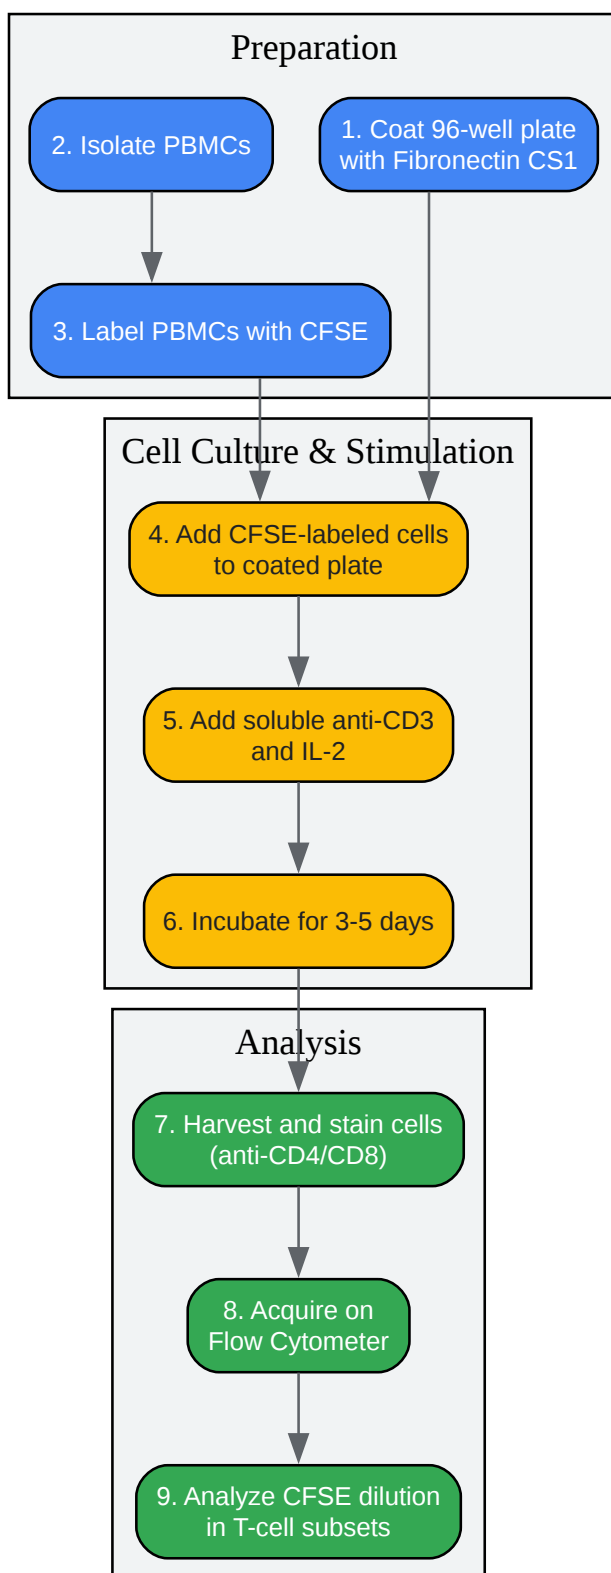 Preparation
2. Isolate PBMCs
1. Coat 96-well plate
with Fibronectin CS1
3. Label PBMCs with CFSE
Cell Culture & Stimulation
4. Add CFSE-labeled cells
to coated plate
5. Add soluble anti-CD3
and IL-2
6. Incubate for 3-5 days
Analysis
7. Harvest and stain cells
(anti-CD4/CD8)
8. Acquire on
Flow Cytometer
9. Analyze CFSE dilution
in T-cell subsets